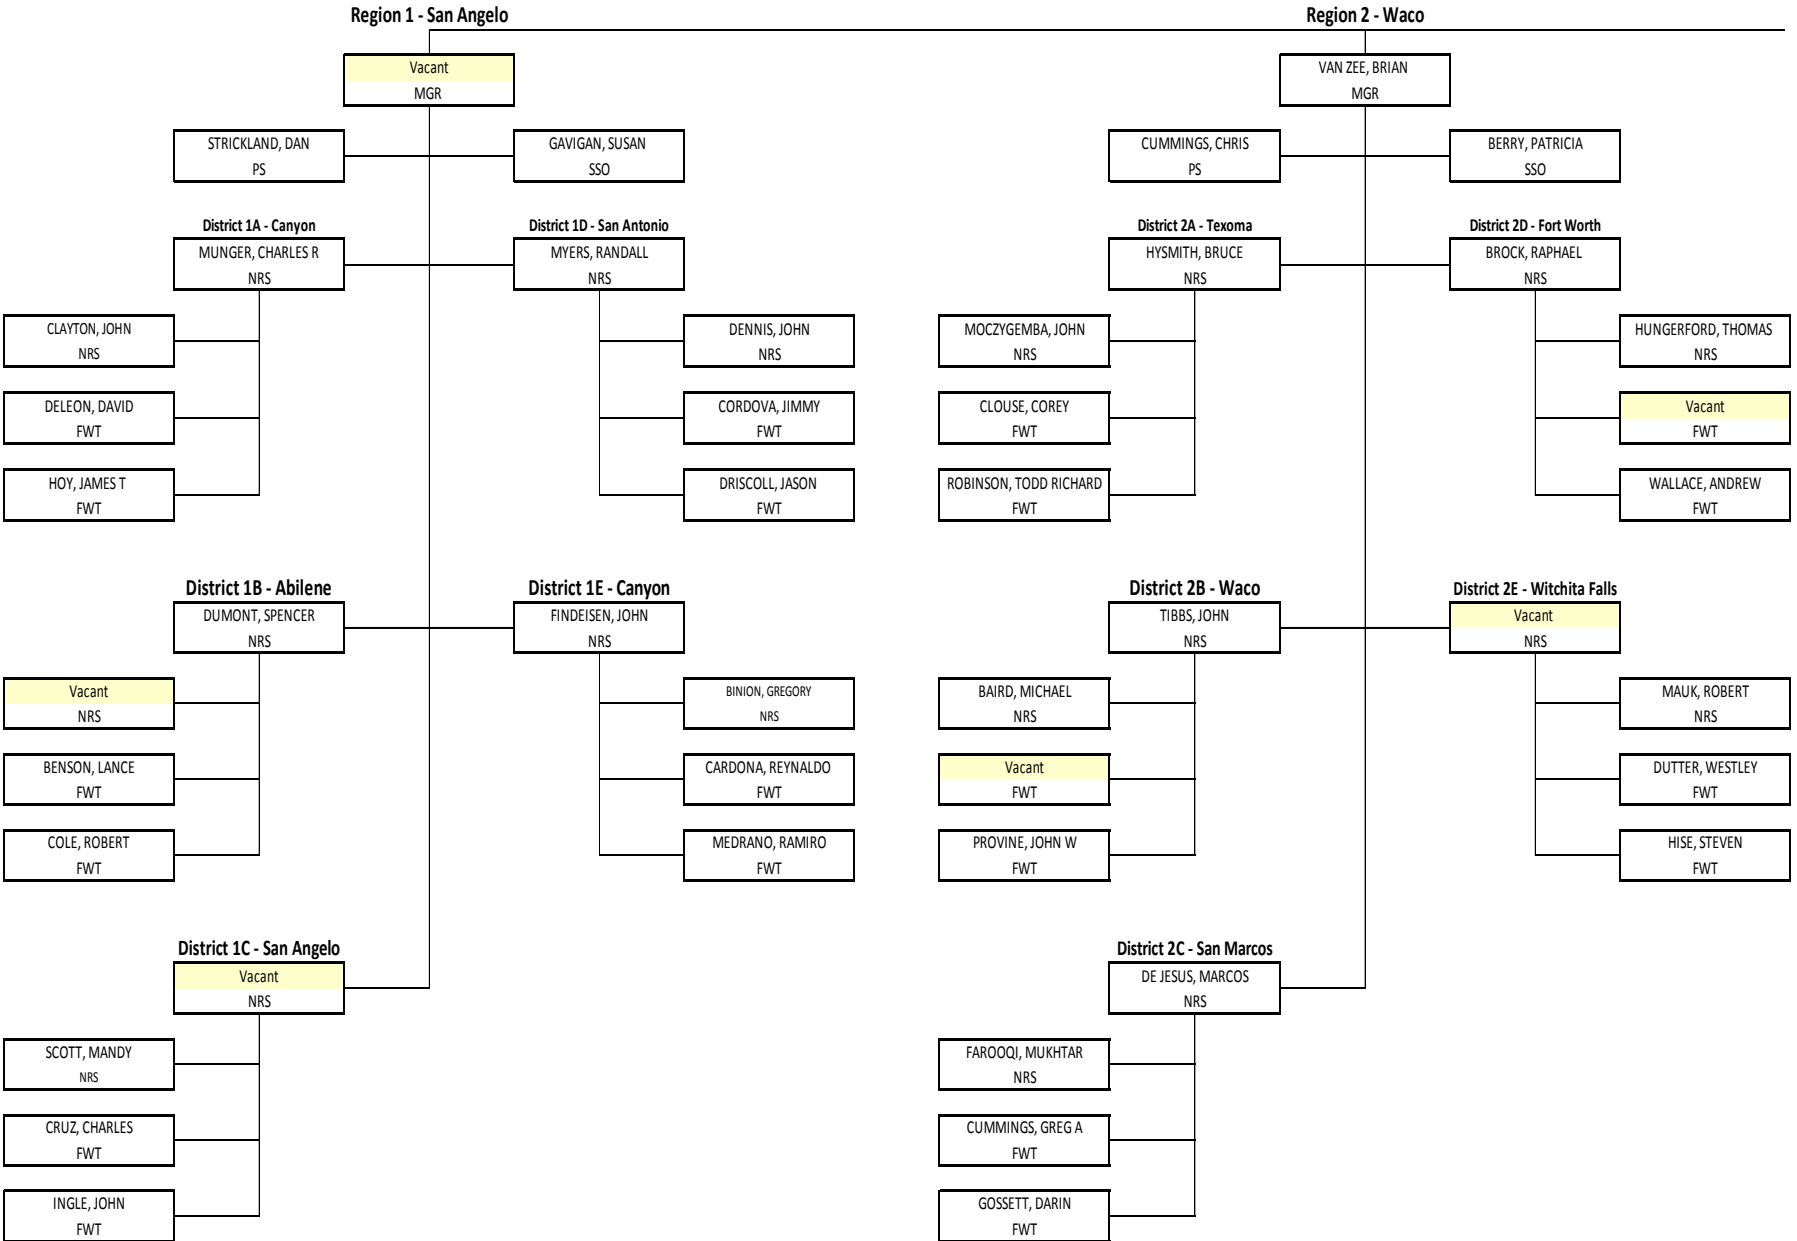 Region 1 - San Angelo
Vacant
MGR
STRICKLAND, DAN
PS
GAVIGAN, SUSAN
SSO
District 1A - Canyon
MUNGER, CHARLES R
NRS
CLAYTON, JOHN
NRS
DELEON, DAVID
FWT
HOY, JAMES T
FWT
District 1D - San Antonio
MYERS, RANDALL
NRS
DENNIS, JOHN
NRS
CORDOVA, JIMMY
FWT
DRISCOLL, JASON
FWT
District 1B - Abilene
DUMONT, SPENCER
NRS
Vacant
NRS
BENSON, LANCE
FWT
COLE, ROBERT
FWT
District 1E - Canyon
FINDEISEN, JOHN
NRS
BINION, GREGORY
NRS
CARDONA, REYNALDO
FWT
MEDRANO, RAMIRO
FWT
District 1C - San Angelo
Vacant
NRS
SCOTT, MANDY
NRS
CRUZ, CHARLES
FWT
INGLE, JOHN
FWT
Region 2 - Waco
VAN ZEE, BRIAN
MGR
CUMMINGS, CHRIS
PS
BERRY, PATRICIA
SSO
District 2A - Texoma
HYSMITH, BRUCE
NRS
MOCZYGEMBA, JOHN
NRS
CLOUSE, COREY
FWT
ROBINSON, TODD RICHARD
FWT
District 2D - Fort Worth
BROCK, RAPHAEL
NRS
HUNGERFORD, THOMAS
NRS
Vacant
FWT
WALLACE, ANDREW
FWT
District 2B - Waco
TIBBS, JOHN
NRS
BAIRD, MICHAEL
NRS
Vacant
FWT
PROVINE, JOHN W
FWT
District 2E - Witchita Falls
Vacant
NRS
MAUK, ROBERT
NRS
DUTTER, WESTLEY
FWT
HISE, STEVEN
FWT
District 2C - San Marcos
DE JESUS, MARCOS
NRS
FAROOQI, MUKHTAR
NRS
CUMMINGS, GREG A
FWT
GOSSETT, DARIN
FWT